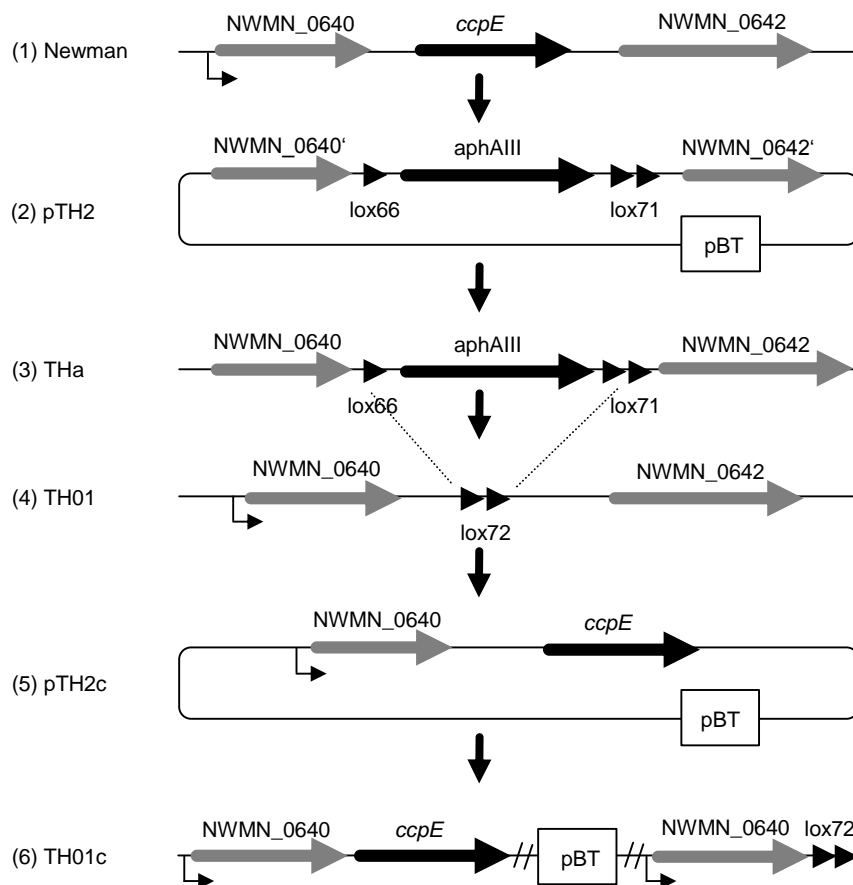 NWMN_0640 ccpE NWMN_0642
(1) Newman
NWMN_0640‘ aphAIII NWMN_0642‘
lox66 lox71
(2) pTH2
pBT
NWMN_0640 aphAIII NWMN_0642
(3) THa
lox66 lox71
NWMN_0640 NWMN_0642
(4) TH01
lox72
NWMN_0640 ccpE
(5) pTH2c
pBT
NWMN_0640 ccpE NWMN_0640 lox72
(6) TH01c // pBT //